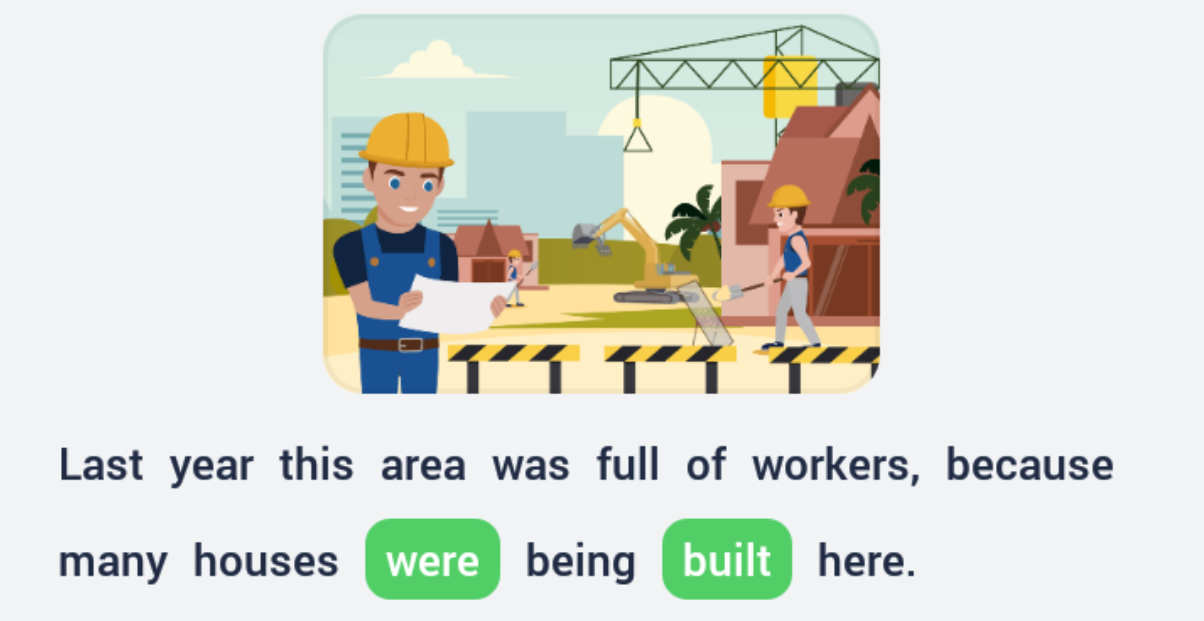 Last year this area was full of workers, because
many houses were being built here.